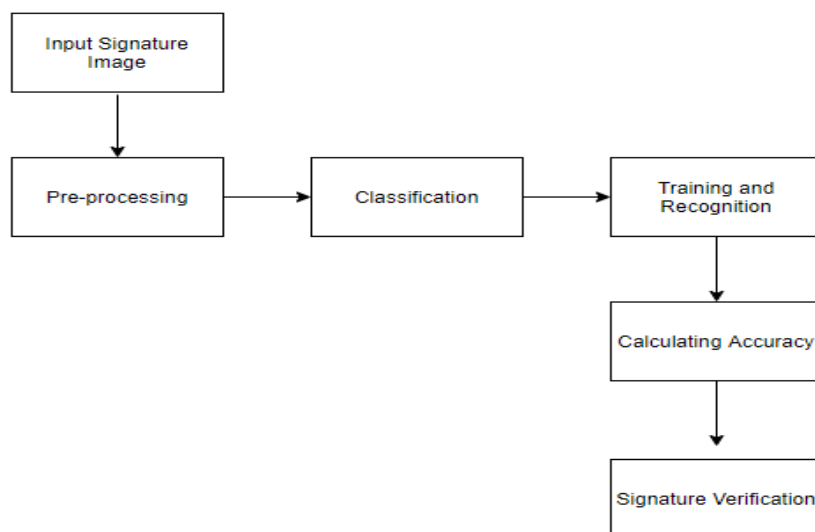 Input Signature
Image
Pre-processing
Classification
Training and
Recognition
Calculating Accuracy
Signature Verification